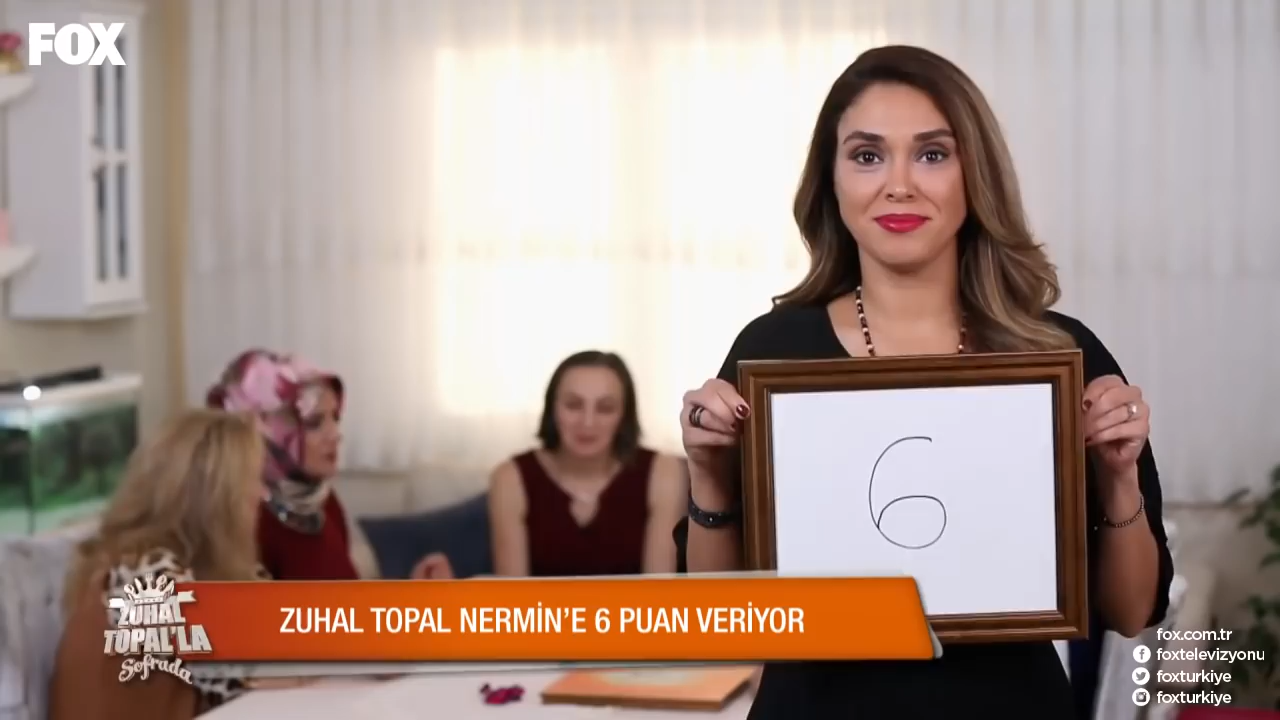 FOX
6
ZUHAL TOPAL'LA
Sofrada
ZUHAL TOPAL NERMİN'E 6 PUAN VERİYOR
fox.com.tr
foxtelevizyonu
foxturkiye
foxturkiye